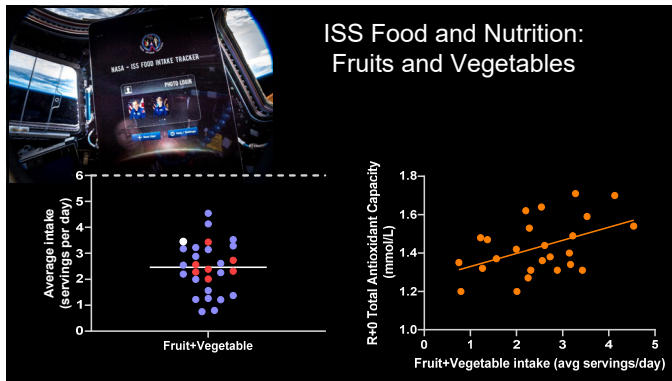 ISS Food and Nutrition:
Fruits and Vegetables
NASA - ISS FOOD INTAKE TRACKER
PHOTO LOGIN
6
5
4
3
2
1
0
Average intake
(servings per day)
Fruit+Vegetable
1.8
1.6
1.4
1.2
1.0
R+0 Total Antioxidant Capacity
(mmol/L)
0 1 2 3 4 5
Fruit+Vegetable intake (avg servings/day)